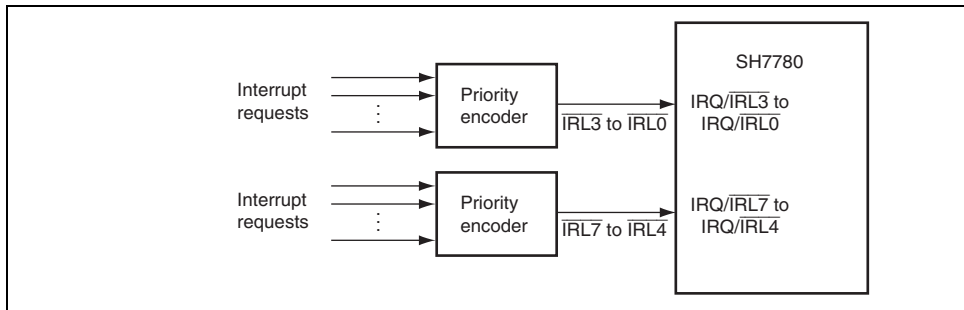 SH7780
Interrupt
requests
Priority
encoder
IRL3 to IRL0
IRQ/IRL3 to
IRQ/IRL0
Interrupt
requests
Priority
encoder
IRL7 to IRL4
IRQ/IRL7 to
IRQ/IRL4